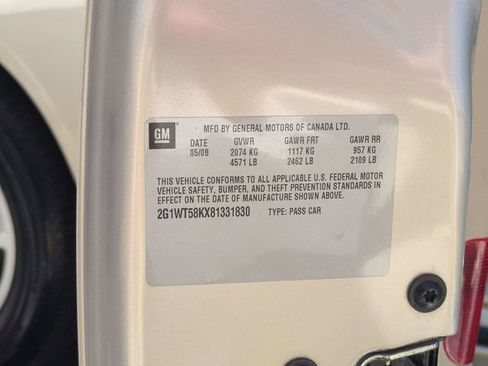 GM
MFD BY GENERAL MOTORS OF CANADA LTD.
DATE GVWR GAWR FRT GAWR RR
05/08 2074 KG 1117 KG 957 KG
4571 LB 2462 LB 2109 LB
THIS VEHICLE CONFORMS TO ALL APPLICABLE U.S. FEDERAL MOTOR
VEHICLE SAFETY, BUMPER, AND THEFT PREVENTION STANDARDS IN
EFFECT ON THE DATE OF MANUFACTURE SHOWN ABOVE.
2G1WT58KX81331830 TYPE: PASS CAR